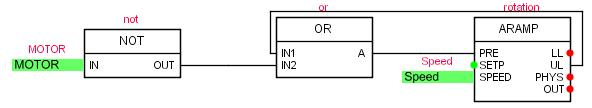 not
or
rotation
NOT
OR
ARAMP
MOTOR
MOTOR
IN
OUT
IN1
A
IN2
Speed
Speed
PRE
LL
SETP
UL
SPEED
PHYS
OUT